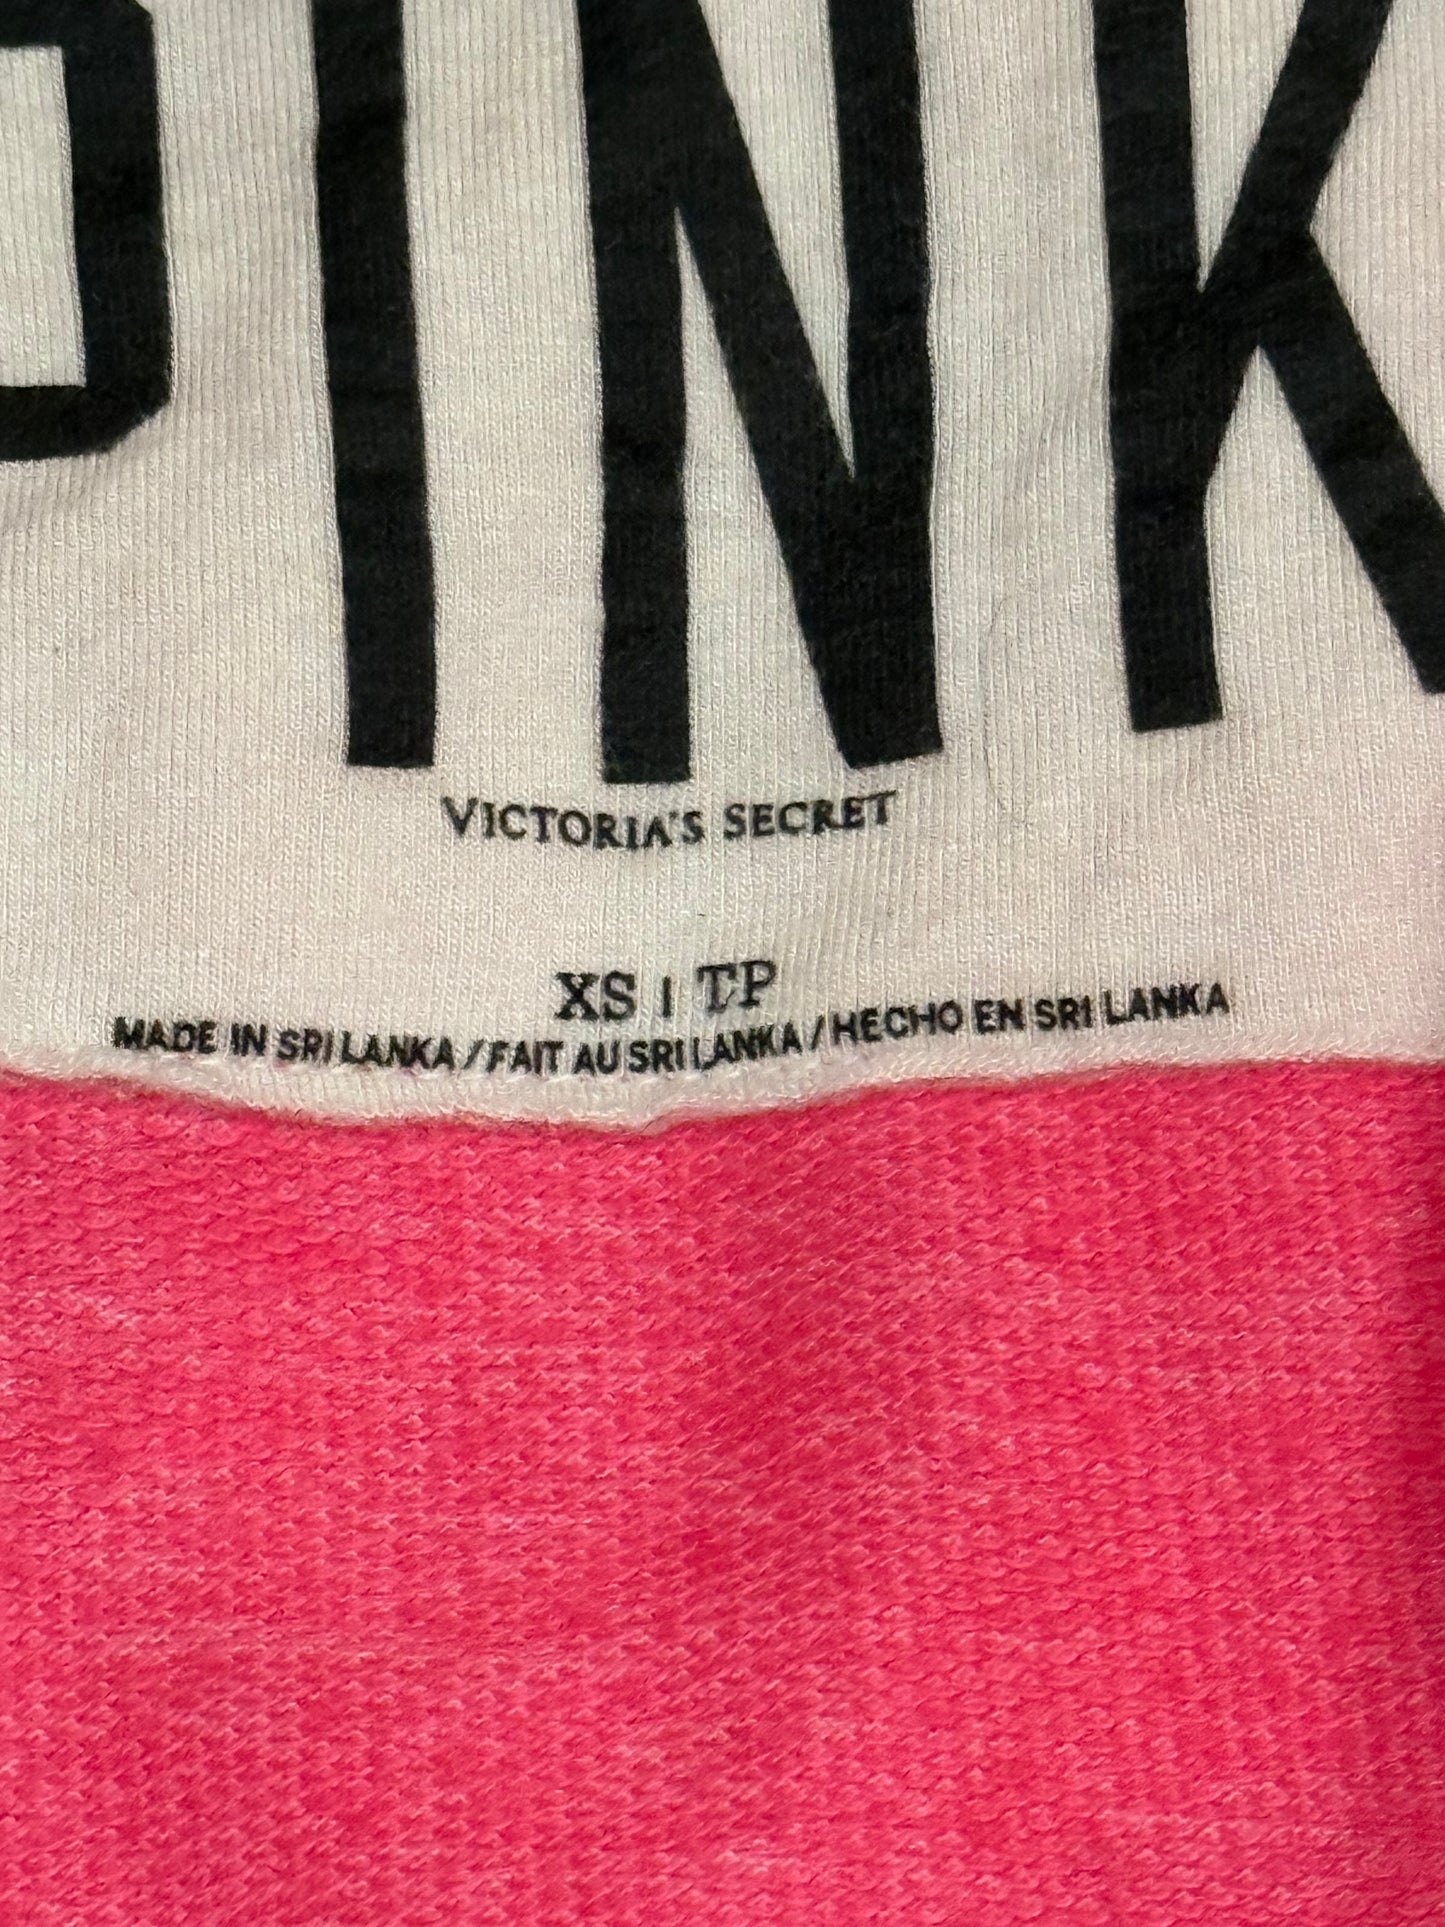 PINK
VICTORIA'S SECRET
XS | TP
MADE IN SRI LANKA / FAIT AU SRI LANKA / HECHO EN SRI LANKA